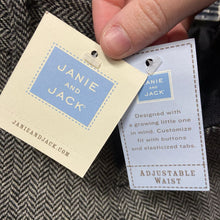 JANIE
AND
JACK
JANIEANDJACK.COM
JANIE
AND
JACK
Designed with
a growing little one
in mind. Customize
fit with buttons
and elasticized tabs.
ADJUSTABLE
WAIST